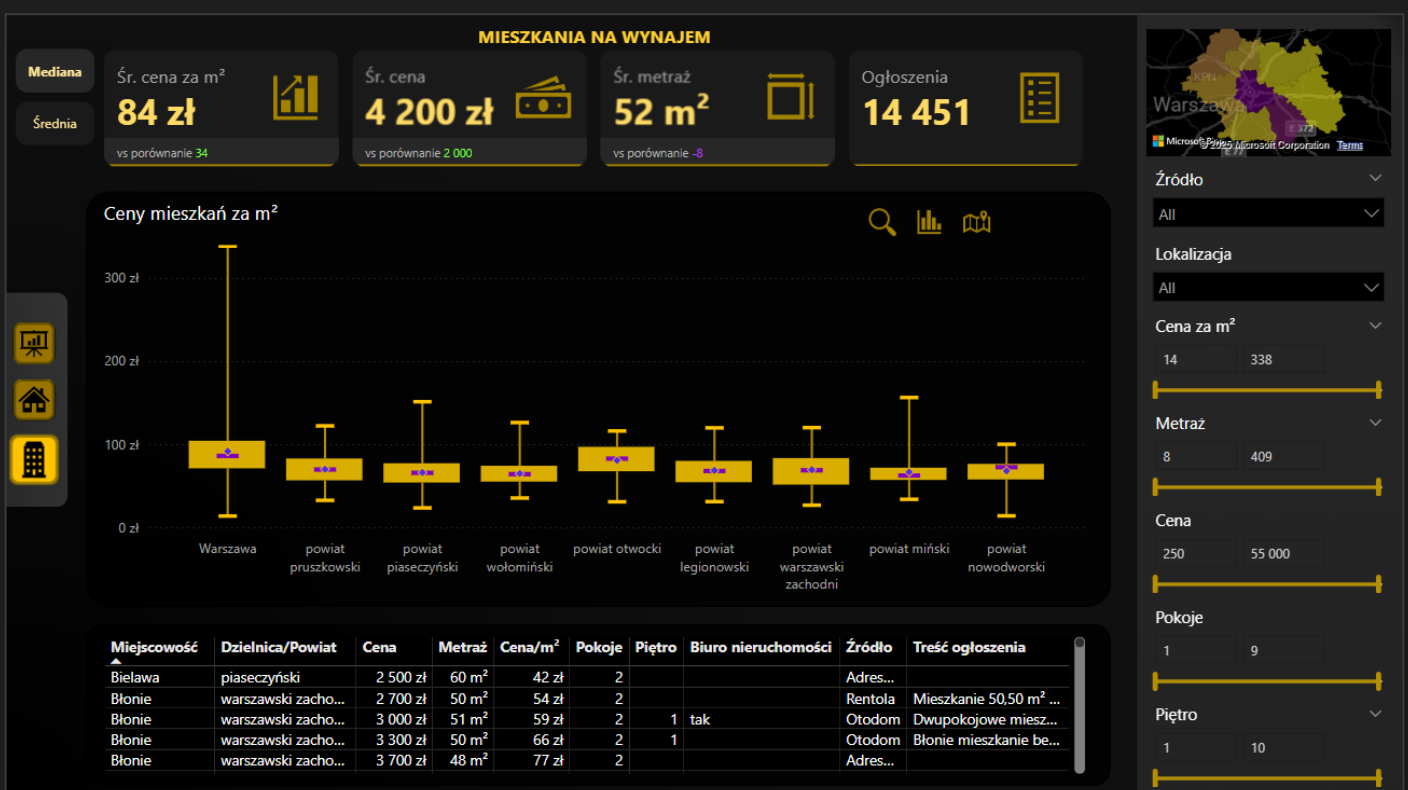 MIESZKANIA NA WYNAJEM
Mediana
Średnia
Śr. cena za m²
84 zł
vs porównanie 34
Śr. cena
4 200 zł
vs porównanie 2 000
Śr. metraż
52 m²
vs porównanie -8
Ogłoszenia
14 451
KPN
Warszawa
E 372
E 77
Microsoft Bing
© 2025 Microsoft Corporation Terms
Ceny mieszkań za m²
300 zł
200 zł
100 zł
0 zł
Warszawa
powiat pruszkowski
powiat piaseczyński
powiat wołomiński
powiat otwocki
powiat legionowski
powiat warszawski zachodni
powiat miński
powiat nowodworski
Miejscowość Dzielnica/Powiat Cena Metraż Cena/m² Pokoje Piętro Biuro nieruchomości Źródło Treść ogłoszenia
Bielawa piaseczyński 2 500 zł 60 m² 42 zł 2 Adres...
Błonie warszawski zacho... 2 700 zł 50 m² 54 zł 2 Rentola Mieszkanie 50,50 m² ...
Błonie warszawski zacho... 3 000 zł 51 m² 59 zł 2 1 tak Otodom Dwupokojowe miesz...
Błonie warszawski zacho... 3 300 zł 50 m² 66 zł 2 1 Otodom Błonie mieszkanie be...
Błonie warszawski zacho... 3 700 zł 48 m² 77 zł 2 Adres...
Źródło
All
Lokalizacja
All
Cena za m²
14 338
Metraż
8 409
Cena
250 55 000
Pokoje
1 9
Piętro
1 10